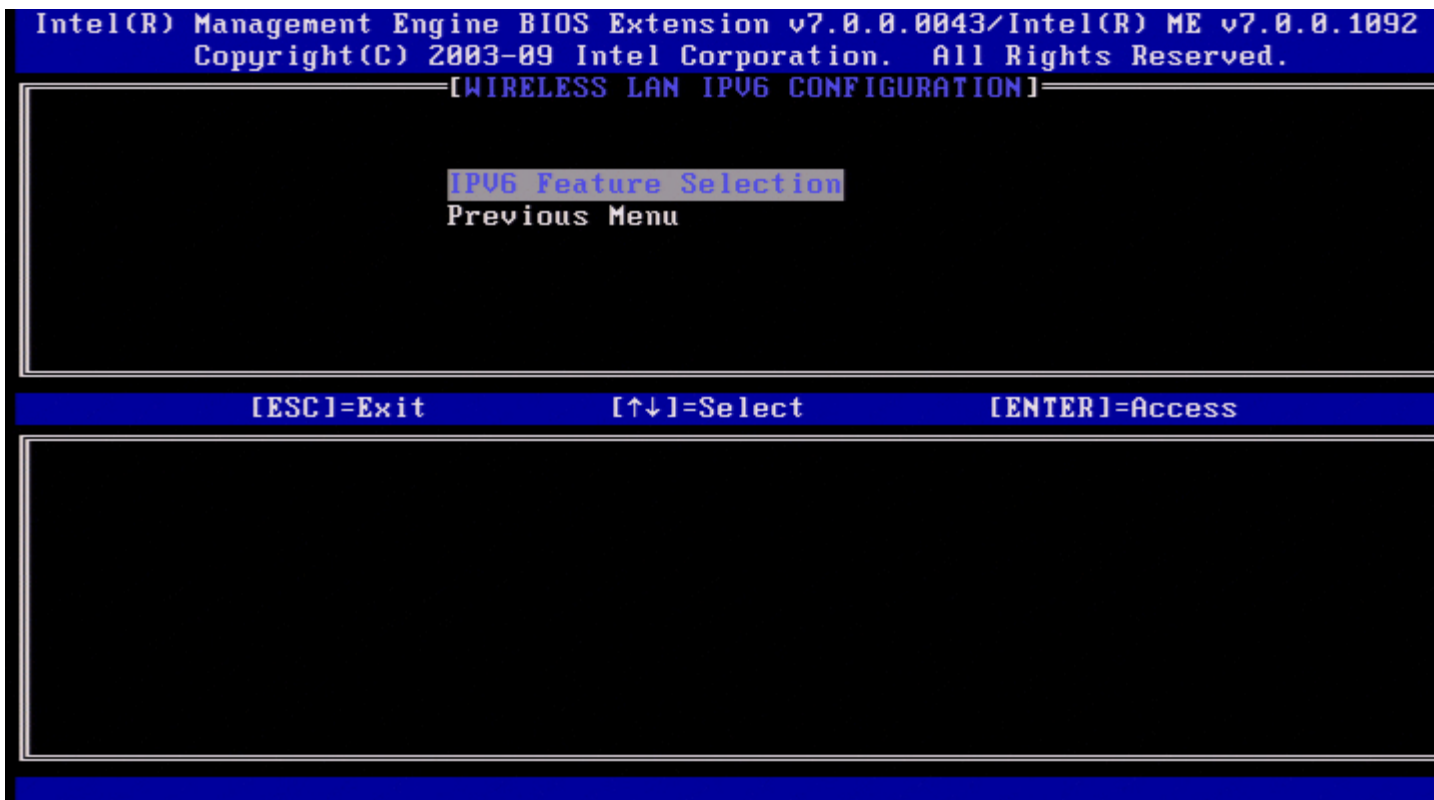 Intel(R) Management Engine BIOS Extension v7.0.0.0043/Intel(R) ME v7.0.0.1092
Copyright(C) 2003-09 Intel Corporation. All Rights Reserved.
[WIRELESS LAN IPV6 CONFIGURATION]
IPV6 Feature Selection
Previous Menu
[ESC]=Exit [↑↓]=Select [ENTER]=Access